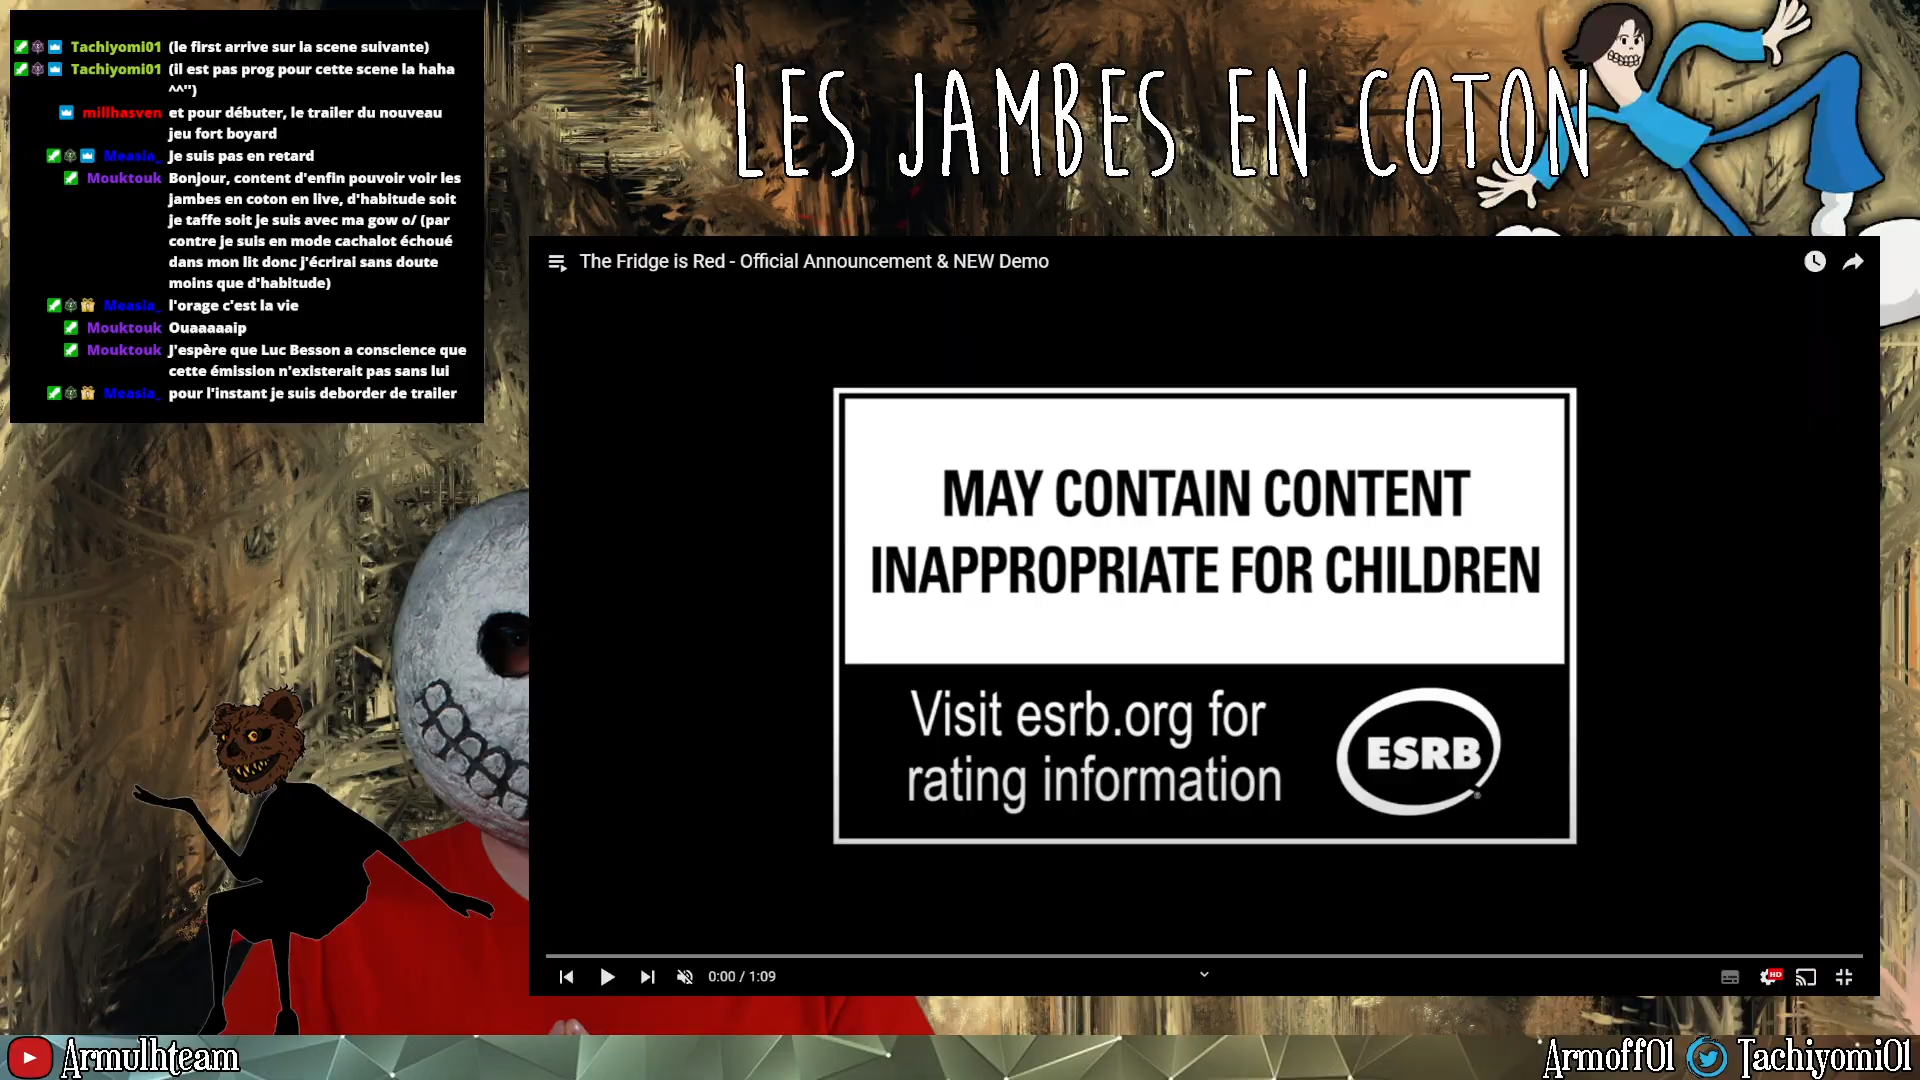 Tachiyomi01 (le first arrive sur la scene suivante)
Tachiyomi01 (il est pas prog pour cette scene la haha
^^")
millhasven et pour débuter, le trailer du nouveau
jeu fort boyard
Measia_ Je suis pas en retard
Mouktouk Bonjour, content d'enfin pouvoir voir les
jambes en coton en live, d'habitude soit
je taffe soit je suis avec ma gow o/ (par
contre je suis en mode cachalot échoué
dans mon lit donc j'écrirai sans doute
moins que d'habitude)
Measia_ l'orage c'est la vie
Mouktouk Ouaaaaaip
Mouktouk J'espère que Luc Besson a conscience que
cette émission n'existerait pas sans lui
Measia_ pour l'instant je suis deborder de trailer
LES JAMBES EN COTON
The Fridge is Red - Official Announcement & NEW Demo
MAY CONTAIN CONTENT
INAPPROPRIATE FOR CHILDREN
Visit esrb.org for
rating information
ESRB
0:00 / 1:09
HD
Armulhteam
Armoff01
Tachiyomi01